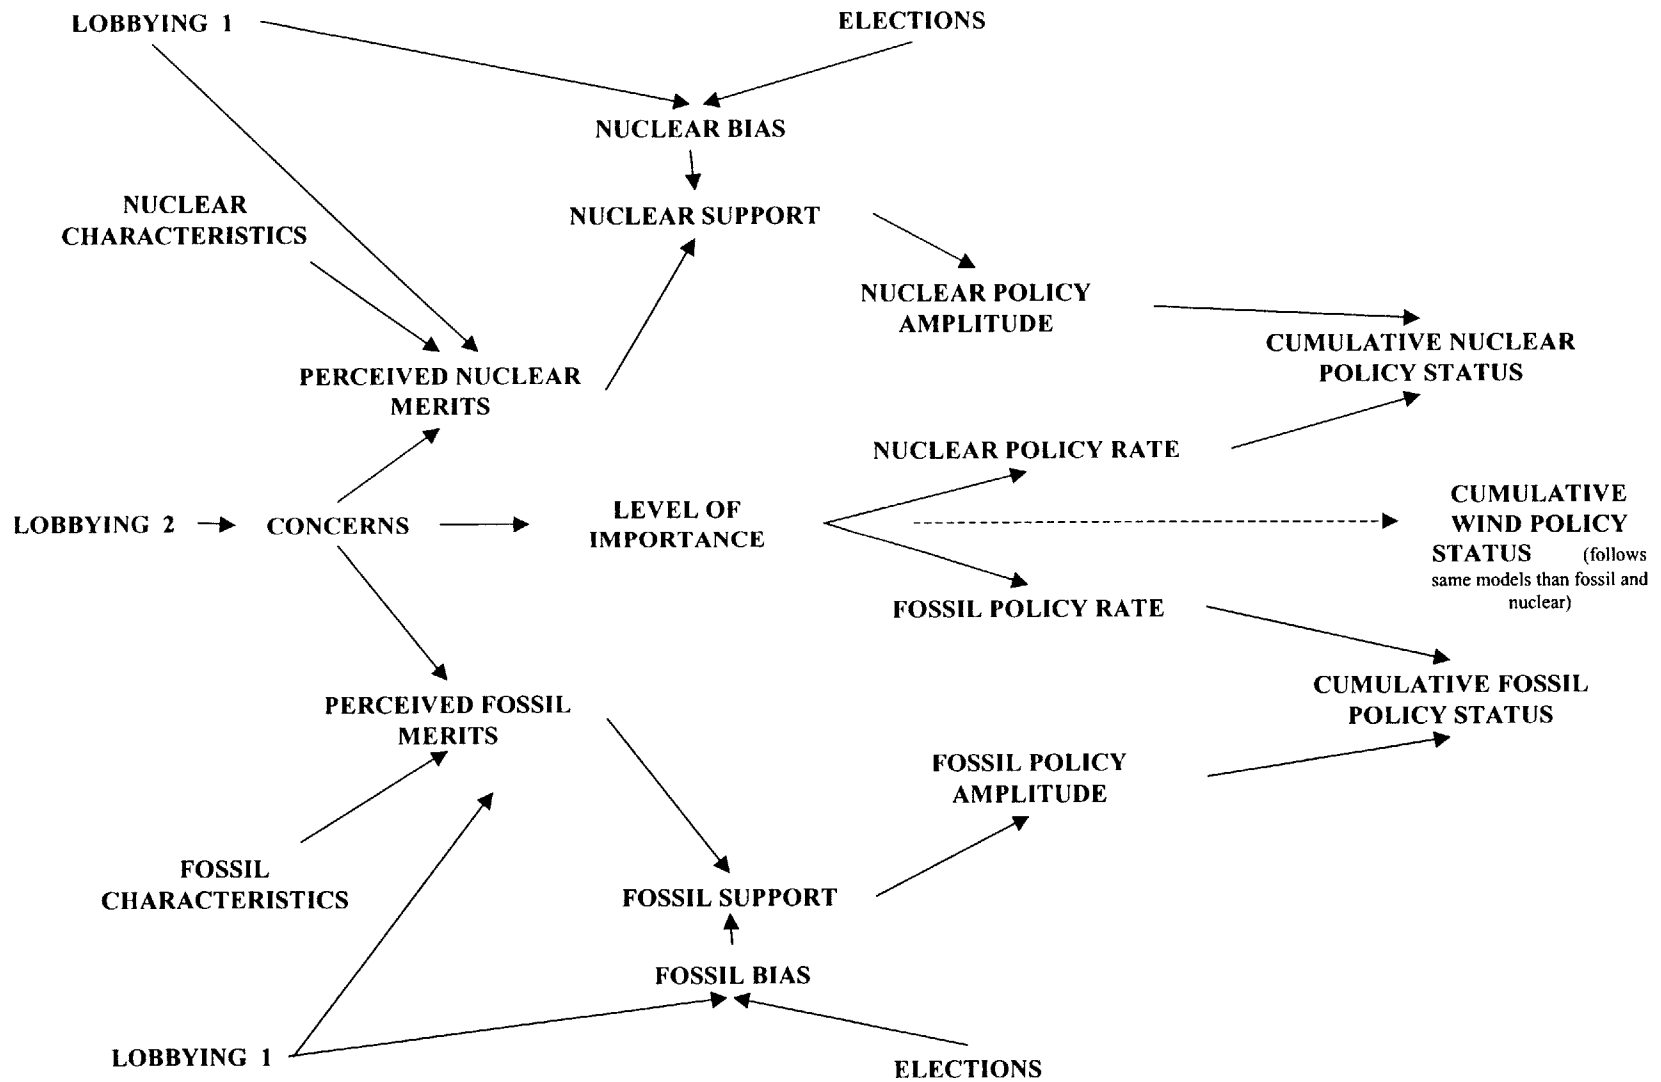 LOBBYING 1
ELECTIONS
NUCLEAR BIAS
NUCLEAR
CHARACTERISTICS
NUCLEAR SUPPORT
NUCLEAR POLICY
AMPLITUDE
CUMULATIVE NUCLEAR
POLICY STATUS
PERCEIVED NUCLEAR
MERITS
NUCLEAR POLICY RATE
LOBBYING 2
CONCERNS
LEVEL OF
IMPORTANCE
CUMULATIVE
WIND POLICY
STATUS (follows
same models than fossil and
nuclear)
FOSSIL POLICY RATE
PERCEIVED FOSSIL
MERITS
CUMULATIVE FOSSIL
POLICY STATUS
FOSSIL POLICY
AMPLITUDE
FOSSIL
CHARACTERISTICS
FOSSIL SUPPORT
FOSSIL BIAS
LOBBYING 1
ELECTIONS